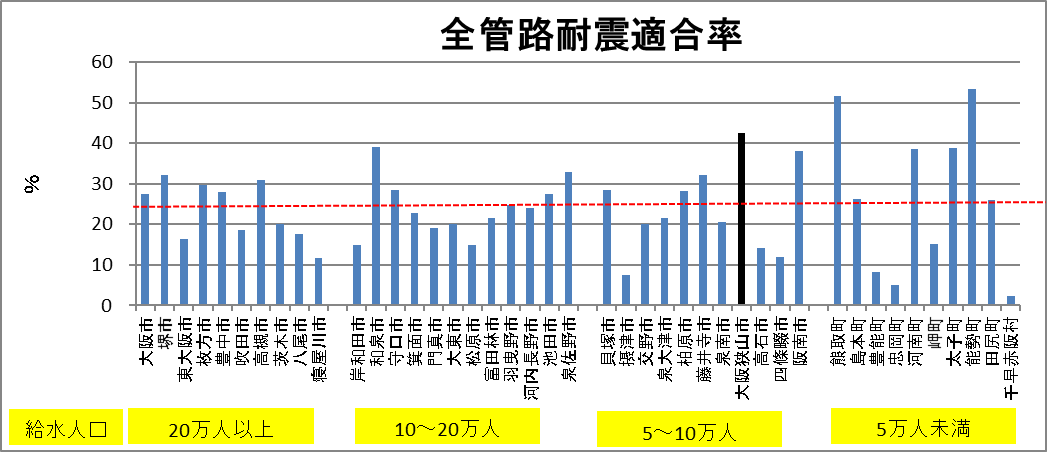 全管路耐震適合率
60
50
40
30
20
10
0
%
大阪市
堺市
東大阪市
枚方市
豊中市
吹田市
高槻市
茨木市
八尾市
寝屋川市
岸和田市
和泉市
守口市
箕面市
門真市
大東市
松原市
富田林市
羽曳野市
河内長野市
池田市
泉佐野市
貝塚市
摂津市
交野市
泉大津市
柏原市
藤井寺市
泉南市
大阪狭山市
高石市
四條畷市
阪南市
熊取町
島本町
豊能町
忠岡町
河南町
岬町
太子町
能勢町
田尻町
千早赤阪村
給水人口
20万人以上
10～20万人
5～10万人
5万人未満